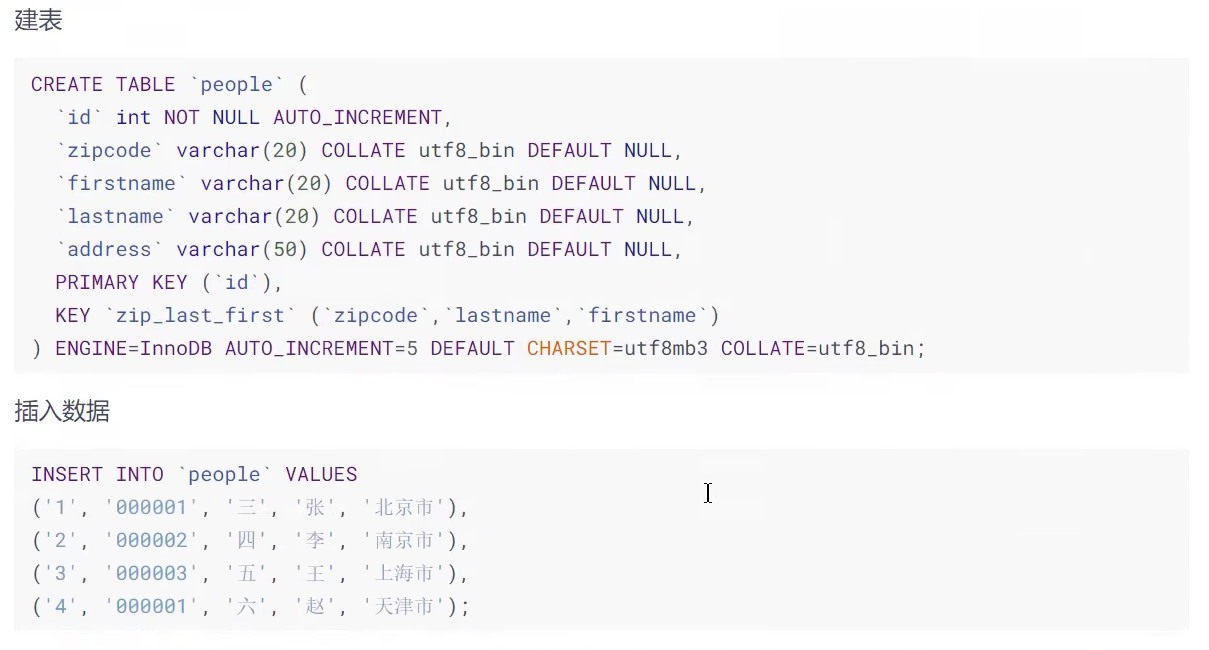 建表
CREATE TABLE `people` (
  `id` int NOT NULL AUTO_INCREMENT,
  `zipcode` varchar(20) COLLATE utf8_bin DEFAULT NULL,
  `firstname` varchar(20) COLLATE utf8_bin DEFAULT NULL,
  `lastname` varchar(20) COLLATE utf8_bin DEFAULT NULL,
  `address` varchar(50) COLLATE utf8_bin DEFAULT NULL,
  PRIMARY KEY (`id`),
  KEY `zip_last_first` (`zipcode`,`lastname`,`firstname`)
) ENGINE=InnoDB AUTO_INCREMENT=5 DEFAULT CHARSET=utf8mb3 COLLATE=utf8_bin;
插入数据
INSERT INTO `people` VALUES
('1', '000001', '三', '张', '北京市'),
('2', '000002', '四', '李', '南京市'),
('3', '000003', '五', '王', '上海市'),
('4', '000001', '六', '赵', '天津市');